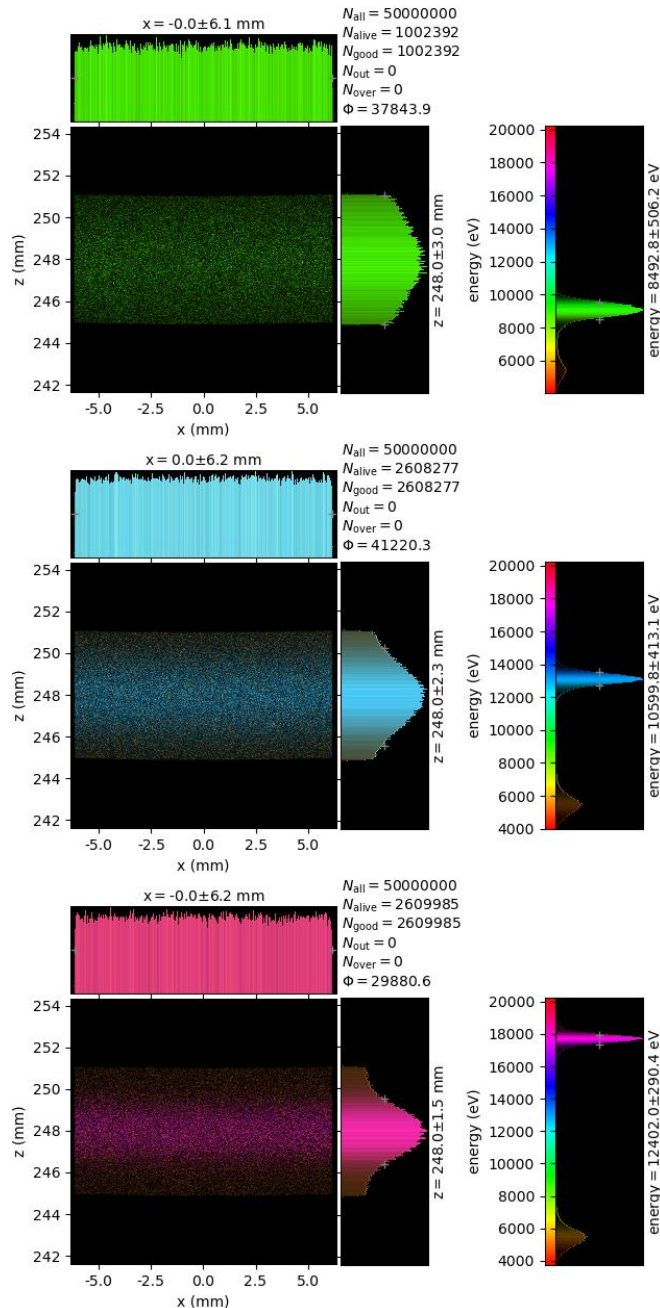 x = -0.0±6.1 mm
N_all = 50000000
N_alive = 1002392
N_good = 1002392
N_out = 0
N_over = 0
Φ = 37843.9
254
252
250
248
246
244
242
z (mm)
-5.0 -2.5 0.0 2.5 5.0
x (mm)
z = 248.0±3.0 mm
20000
18000
16000
14000
12000
10000
8000
6000
energy (eV)
energy = 8492.8±506.2 eV
x = 0.0±6.2 mm
N_all = 50000000
N_alive = 2608277
N_good = 2608277
N_out = 0
N_over = 0
Φ = 41220.3
254
252
250
248
246
244
242
z (mm)
-5.0 -2.5 0.0 2.5 5.0
x (mm)
z = 248.0±2.3 mm
20000
18000
16000
14000
12000
10000
8000
6000
4000
energy (eV)
energy = 10599.8±413.1 eV
x = -0.0±6.2 mm
N_all = 50000000
N_alive = 2609985
N_good = 2609985
N_out = 0
N_over = 0
Φ = 29880.6
254
252
250
248
246
244
242
z (mm)
-5.0 -2.5 0.0 2.5 5.0
x (mm)
z = 248.0±1.5 mm
20000
18000
16000
14000
12000
10000
8000
6000
4000
energy (eV)
energy = 12402.0±290.4 eV